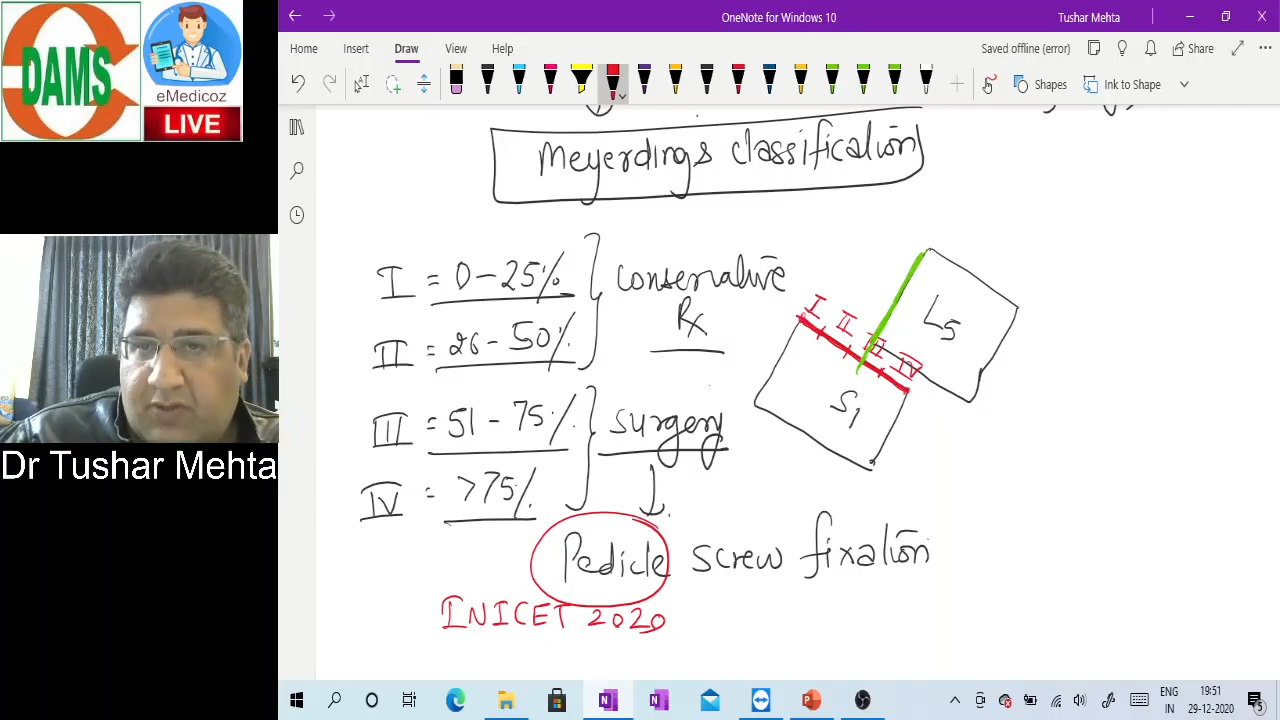 OneNote for Windows 10
Tushar Mehta
Home
Insert
Draw
View
Help
Saved offline (error)
Share
Shapes
Ink to Shape
DAMS
eMedicoz
LIVE
Dr Tushar Mehta
Meyerdings classification
I = 0-25%
II = 26-50%
conservative
Rx
III = 51-75%
IV = >75%
surgery
Pedicle screw fixation
INICET 2020
I
II
III
IV
L5
S1
ENG
IN
19:51
29-12-2020
5